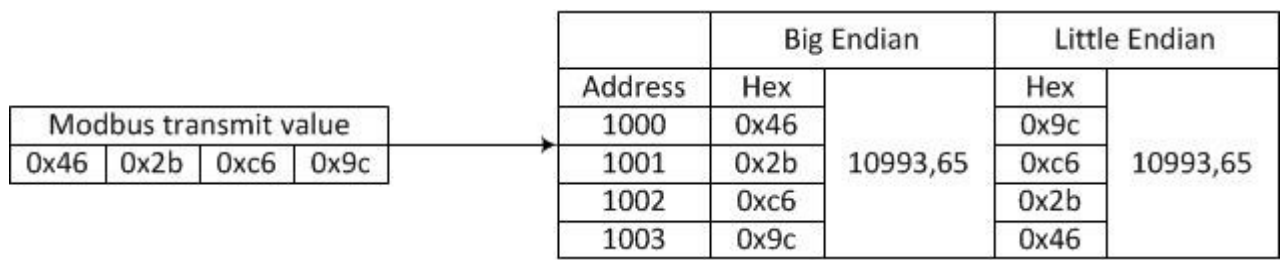 Big Endian Little Endian
Address Hex Hex
Modbus transmit value 1000 0x46 0x9c
0x46 0x2b 0xc6 0x9c 1001 0x2b 10993,65 0xc6 10993,65
1002 0xc6 0x2b
1003 0x9c 0x46